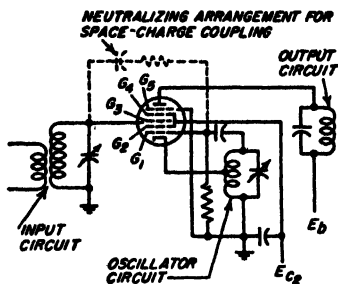 NEUTRALIZING ARRANGEMENT FOR
SPACE-CHARGE COUPLING
OUTPUT
CIRCUIT
G5
G4
G3
G2
G1
INPUT
CIRCUIT
OSCILLATOR
CIRCUIT
Ec2
Eb